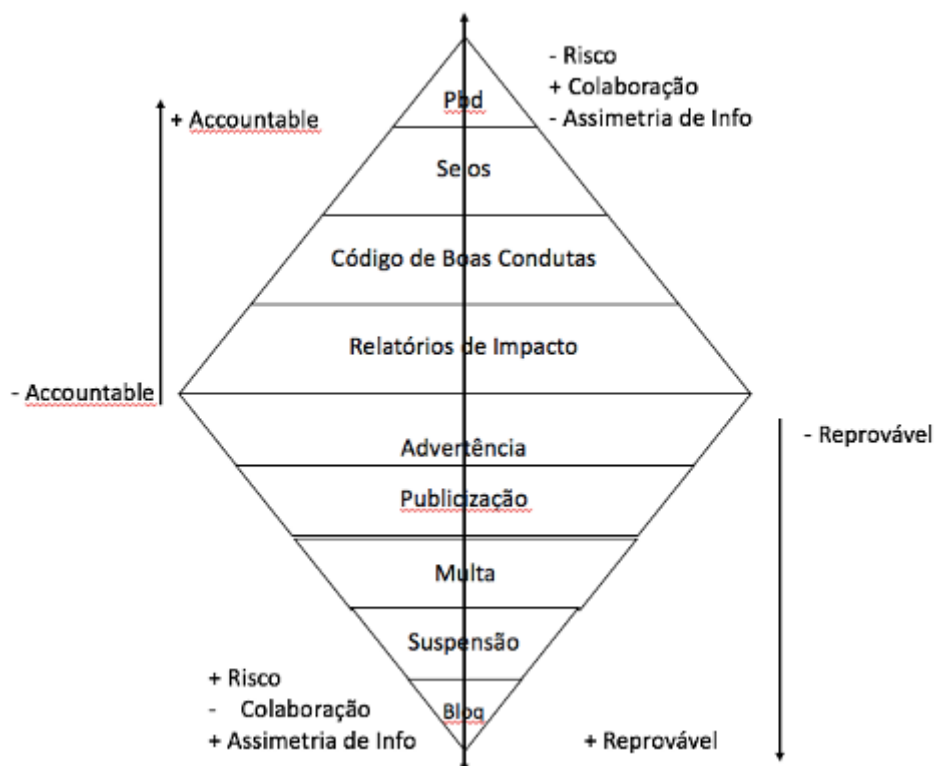 - Risco
+ Colaboração
- Assimetria de Info
+ Accountable
Pbd
Selos
Código de Boas Condutas
Relatórios de Impacto
- Accountable
- Reprovável
Advertência
Publicização
Multa
Suspensão
Bloq
+ Risco
- Colaboração
+ Assimetria de Info
+ Reprovável